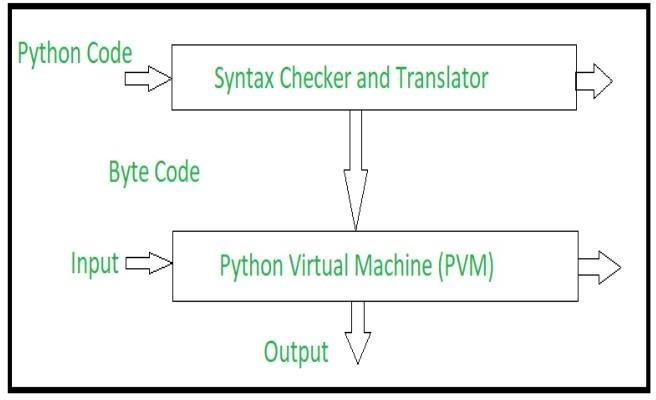 Python Code
Syntax Checker and Translator
Byte Code
Input
Python Virtual Machine (PVM)
Output